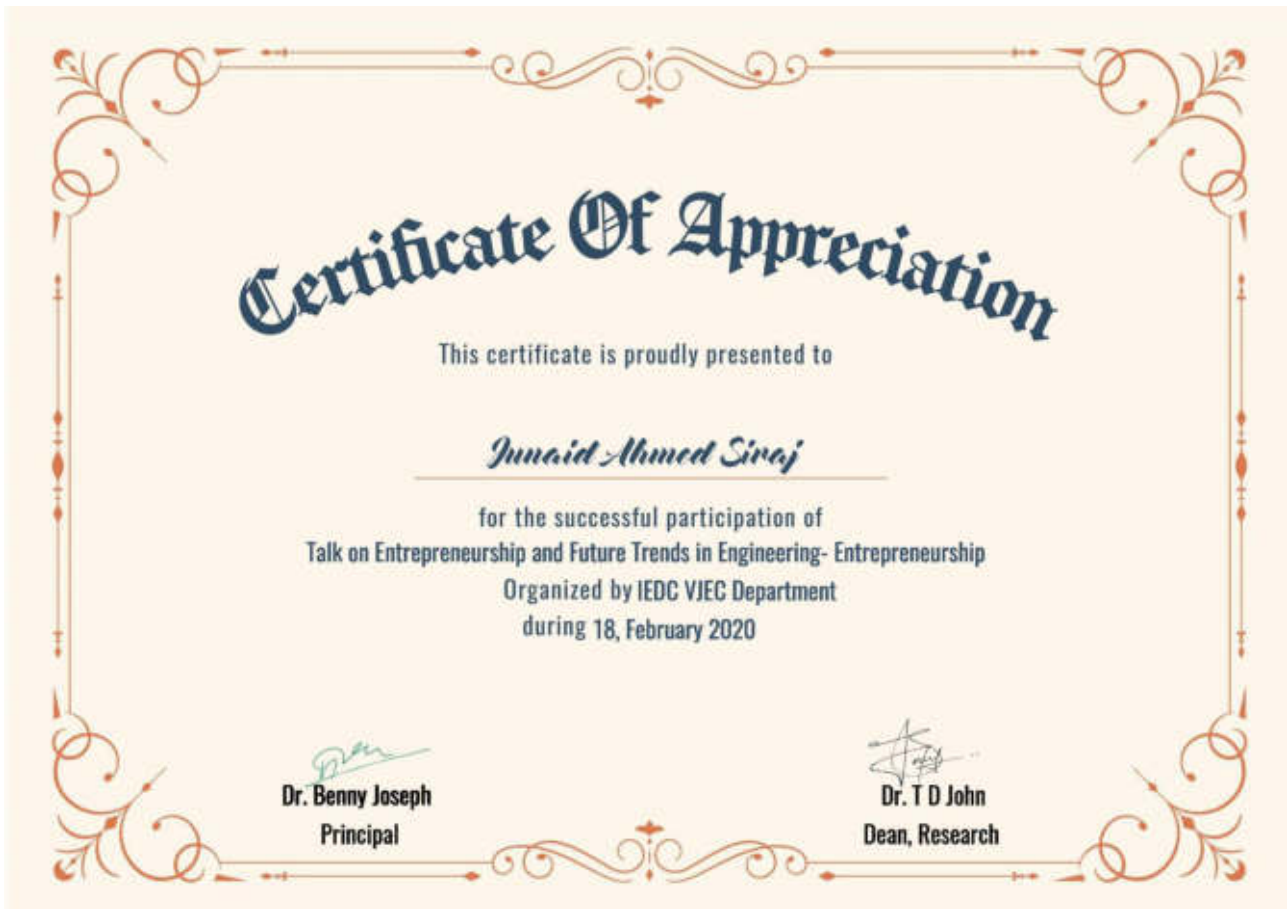 Certificate Of Appreciation
This certificate is proudly presented to
Junaid Ahmed Siraj
for the successful participation of
Talk on Entrepreneurship and Future Trends in Engineering- Entrepreneurship
Organized by IEDC VJEC Department
during 18, February 2020
Dr. Benny Joseph
Principal
Dr. T D John
Dean, Research